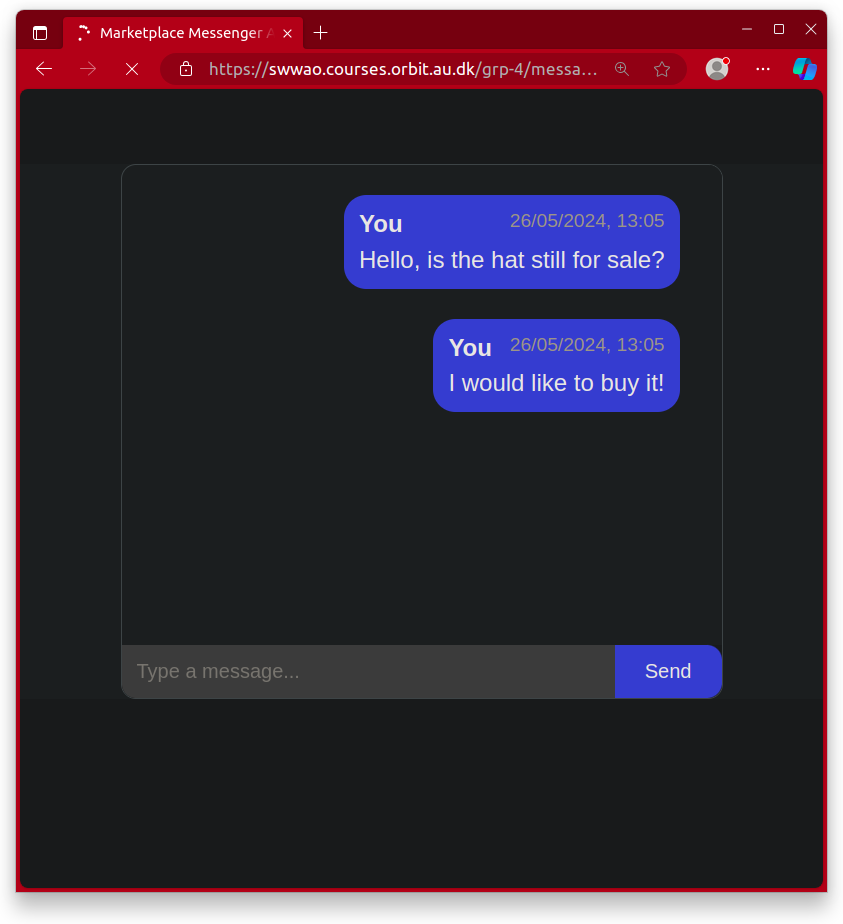 Marketplace Messenger
https://swwao.courses.orbit.au.dk/grp-4/messa...
You 26/05/2024, 13:05
Hello, is the hat still for sale?
You 26/05/2024, 13:05
I would like to buy it!
Type a message...
Send